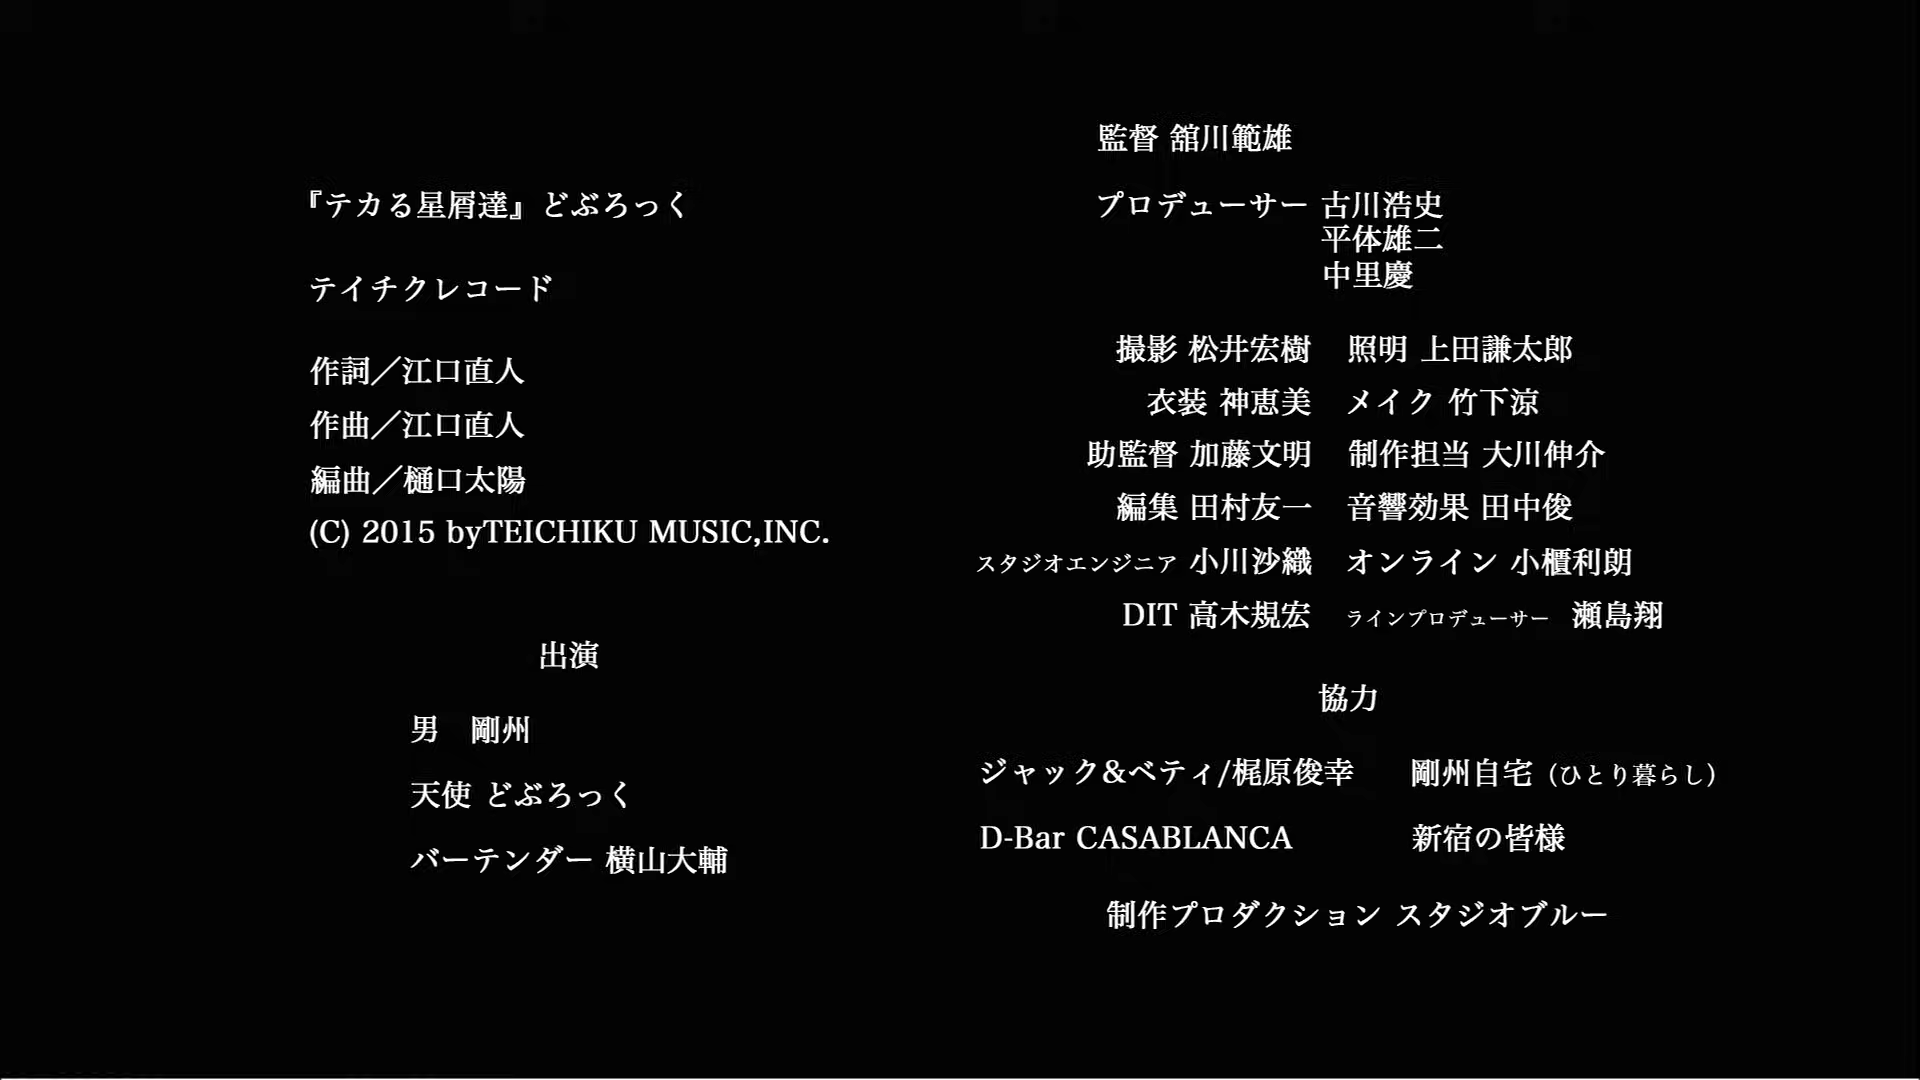 『テカる星屑達』どぶろっく
テイチクレコード
作詞／江口直人
作曲／江口直人
編曲／樋口太陽
(C) 2015 byTEICHIKU MUSIC,INC.
出演
男　剛州
天使 どぶろっく
バーテンダー 横山大輔
監督 舘川範雄
プロデューサー 古川浩史
平体雄二
中里慶
撮影 松井宏樹　照明 上田謙太郎
衣装 神恵美　メイク 竹下涼
助監督 加藤文明　制作担当 大川伸介
編集 田村友一　音響効果 田中俊
スタジオエンジニア 小川沙織　オンライン 小櫃利朗
DIT 高木規宏　ラインプロデューサー 瀬島翔
協力
ジャック&ベティ/梶原俊幸　剛州自宅（ひとり暮らし）
D-Bar CASABLANCA　新宿の皆様
制作プロダクション スタジオブルー